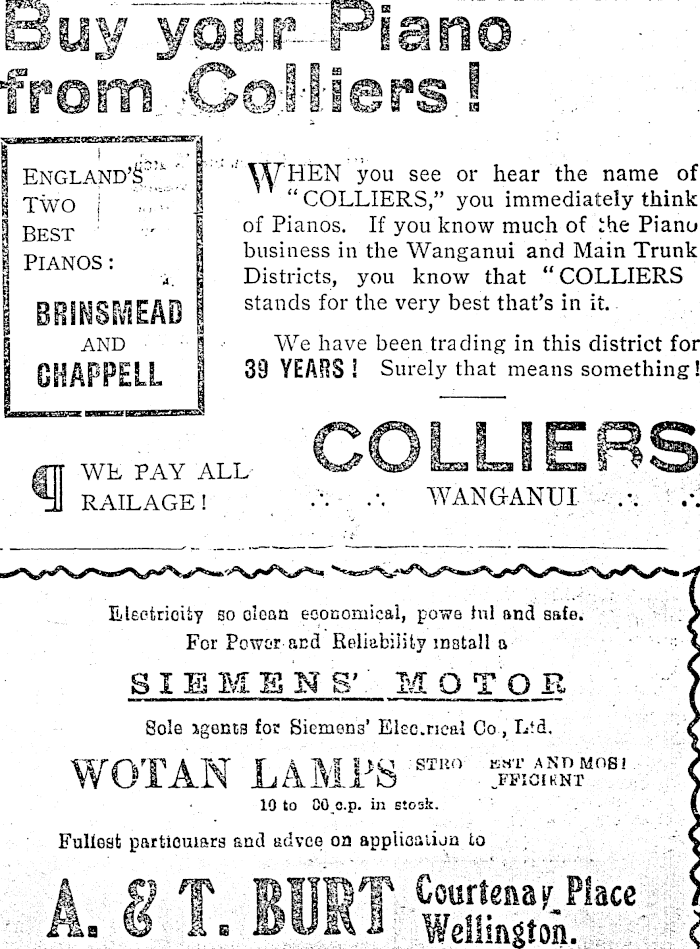 Buy your Piano
from Colliers!
ENGLAND'S
TWO
BEST
PIANOS:
BRINSMEAD
AND
CHAPPELL
WHEN you see or hear the name of
"COLLIERS," you immediately think
of Pianos. If you know much of the Piano
business in the Wanganui and Main Trunk
Districts, you know that "COLLIERS
stands for the very best that's in it.
We have been trading in this district for
39 YEARS! Surely that means something!
¶ WE PAY ALL
RAILAGE!
COLLIERS
WANGANUI
Electricity so clean economical, powe ful and safe.
For Power and Reliability install a
SIEMENS' MOTOR
Sole agents for Siemens' Elec.rical Co., Ltd.
WOTAN LAMPS STRO EST AND MOST
FFICIENT
10 to c.p. in stock.
Fullest particulars and advce on application to
A. & T. BURT Courtenay Place
Wellington.